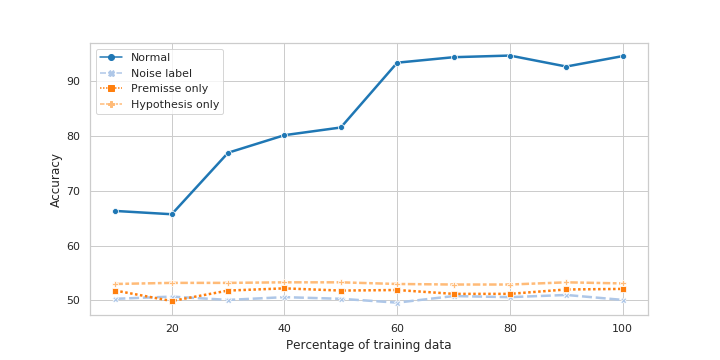 Normal
Noise label
Premisse only
Hypothesis only
Accuracy
90
80
70
60
50
20
40
60
80
100
Percentage of training data